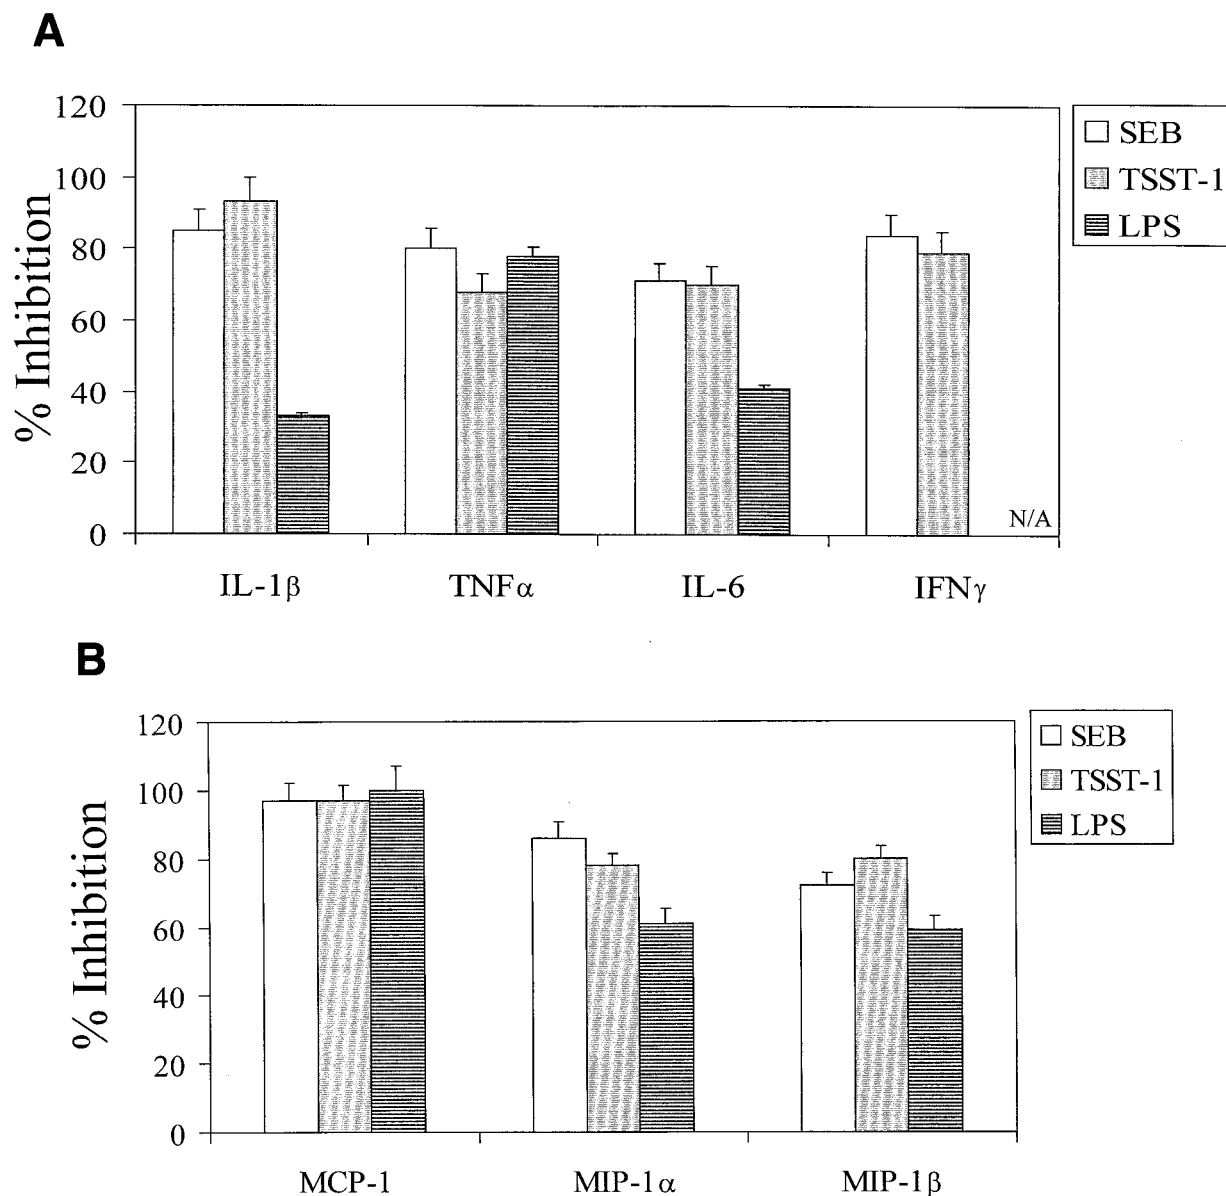 A
120
100
80
60
40
20
0
% Inhibition
SEB
TSST-1
LPS
N/A
IL-1β
TNFα
IL-6
IFNγ
B
120
100
80
60
40
20
0
% Inhibition
SEB
TSST-1
LPS
MCP-1
MIP-1α
MIP-1β